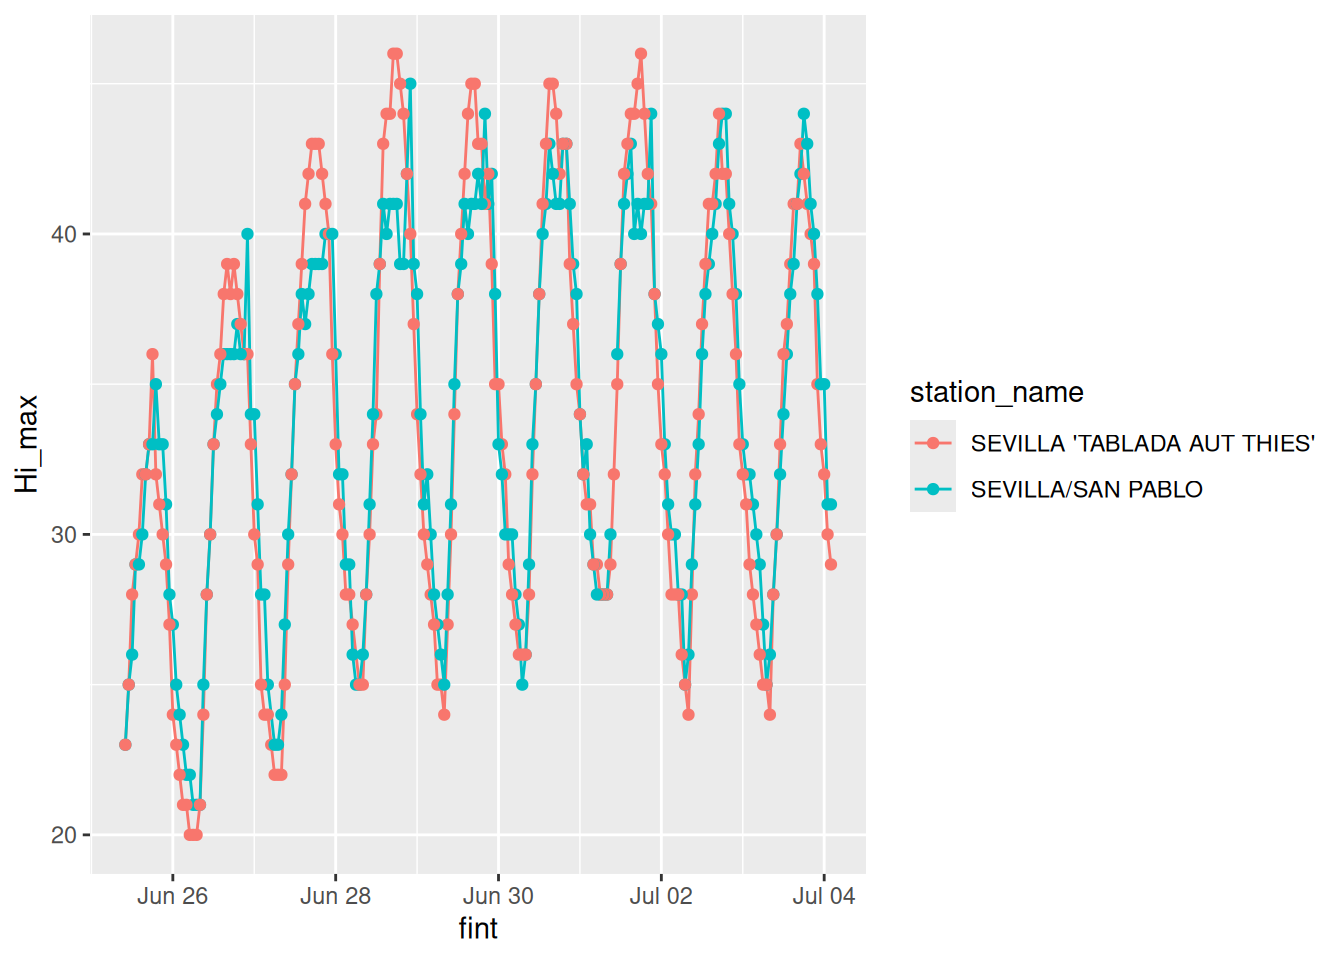 Hi_max
40
30
20
Jun 26
Jun 28
Jun 30
Jul 02
Jul 04
fint
station_name
SEVILLA 'TABLADA AUT THIES'
SEVILLA/SAN PABLO